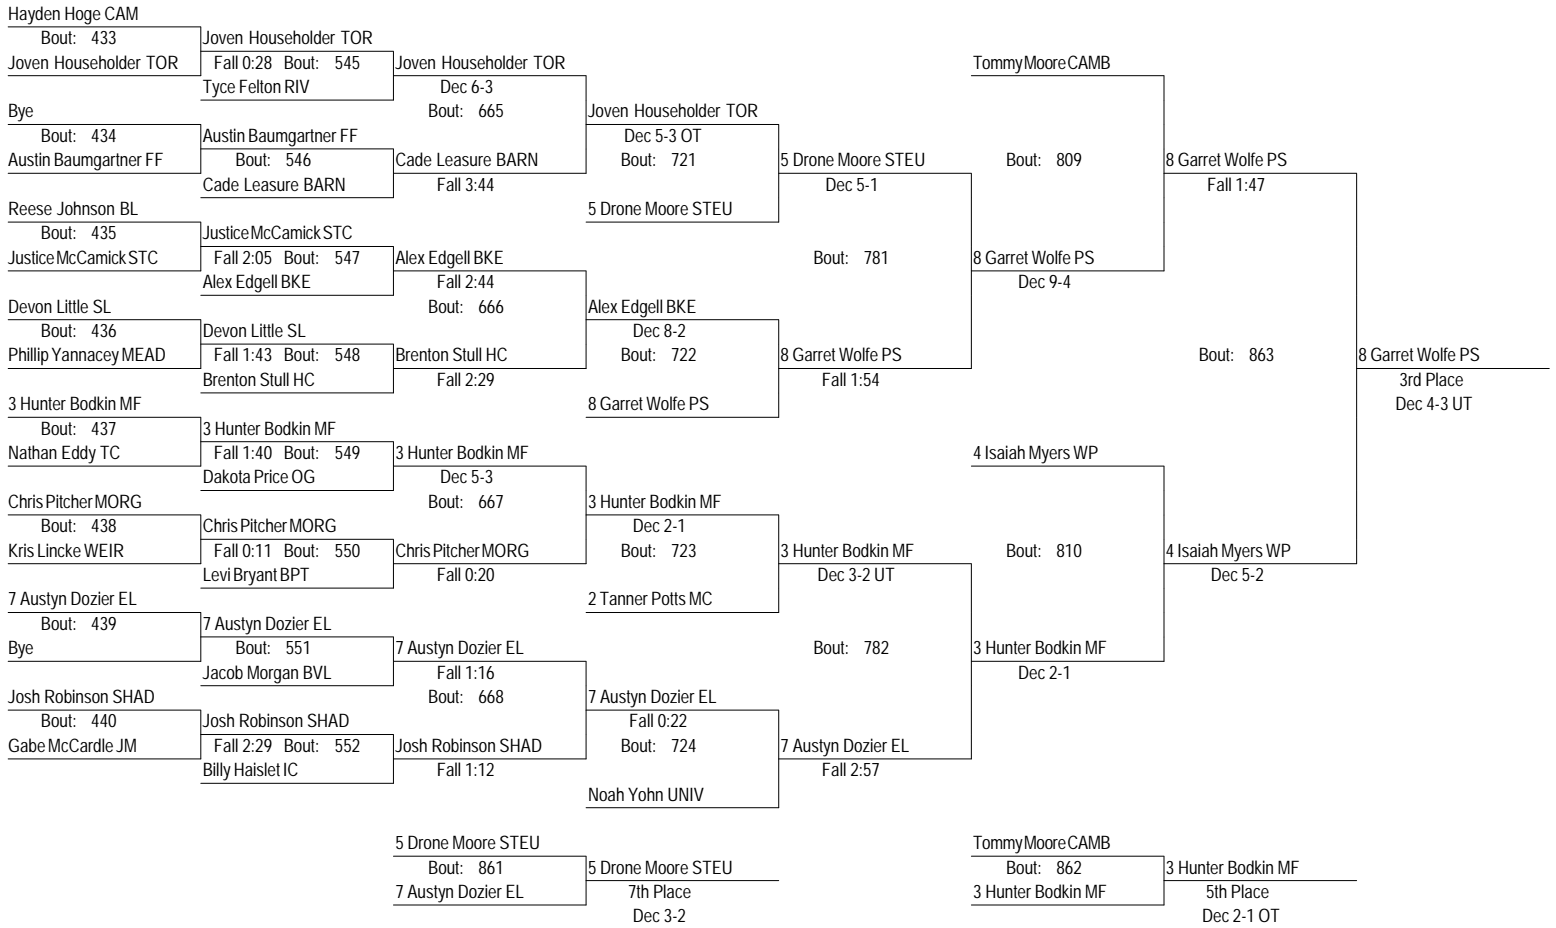 Hayden Hoge CAM
Bout: 433
Joven Householder TOR
Bye
Bout: 434
Austin Baumgartner FF
Reese Johnson BL
Bout: 435
Justice McCamick STC
Devon Little SL
Bout: 436
Phillip Yannacey MEAD
3 Hunter Bodkin MF
Bout: 437
Nathan Eddy TC
Chris Pitcher MORG
Bout: 438
Kris Lincke WEIR
7 Austyn Dozier EL
Bout: 439
Bye
Josh Robinson SHAD
Bout: 440
Gabe McCardle JM
Joven Householder TOR
Fall 0:28 Bout: 545
Tyce Felton RIV
Austin Baumgartner FF
Bout: 546
Cade Leasure BARN
Justice McCamick STC
Fall 2:05 Bout: 547
Alex Edgell BKE
Devon Little SL
Fall 1:43 Bout: 548
Brenton Stull HC
3 Hunter Bodkin MF
Fall 1:40 Bout: 549
Dakota Price OG
Chris Pitcher MORG
Fall 0:11 Bout: 550
Levi Bryant BPT
7 Austyn Dozier EL
Bout: 551
Jacob Morgan BVL
Josh Robinson SHAD
Fall 2:29 Bout: 552
Billy Haislet IC
Joven Householder TOR
Dec 6-3
Bout: 665
Cade Leasure BARN
Fall 3:44
Alex Edgell BKE
Fall 2:44
Bout: 666
Brenton Stull HC
Fall 2:29
3 Hunter Bodkin MF
Dec 5-3
Bout: 667
Chris Pitcher MORG
Fall 0:20
7 Austyn Dozier EL
Fall 1:16
Bout: 668
Josh Robinson SHAD
Fall 1:12
Joven Householder TOR
Dec 5-3 OT
Bout: 721
5 Drone Moore STEU
Alex Edgell BKE
Dec 8-2
Bout: 722
8 Garret Wolfe PS
3 Hunter Bodkin MF
Dec 2-1
Bout: 723
2 Tanner Potts MC
7 Austyn Dozier EL
Fall 0:22
Bout: 724
Noah Yohn UNIV
5 Drone Moore STEU
Dec 5-1
Bout: 781
8 Garret Wolfe PS
Fall 1:54
3 Hunter Bodkin MF
Dec 3-2 UT
Bout: 782
7 Austyn Dozier EL
Fall 2:57
Tommy Moore CAMB
Bout: 809
8 Garret Wolfe PS
Dec 9-4
4 Isaiah Myers WP
Bout: 810
3 Hunter Bodkin MF
Dec 2-1
8 Garret Wolfe PS
Fall 1:47
Bout: 863
4 Isaiah Myers WP
Dec 5-2
8 Garret Wolfe PS
3rd Place
Dec 4-3 UT
5 Drone Moore STEU
Bout: 861
7 Austyn Dozier EL
5 Drone Moore STEU
7th Place
Dec 3-2
Tommy Moore CAMB
Bout: 862
3 Hunter Bodkin MF
3 Hunter Bodkin MF
5th Place
Dec 2-1 OT